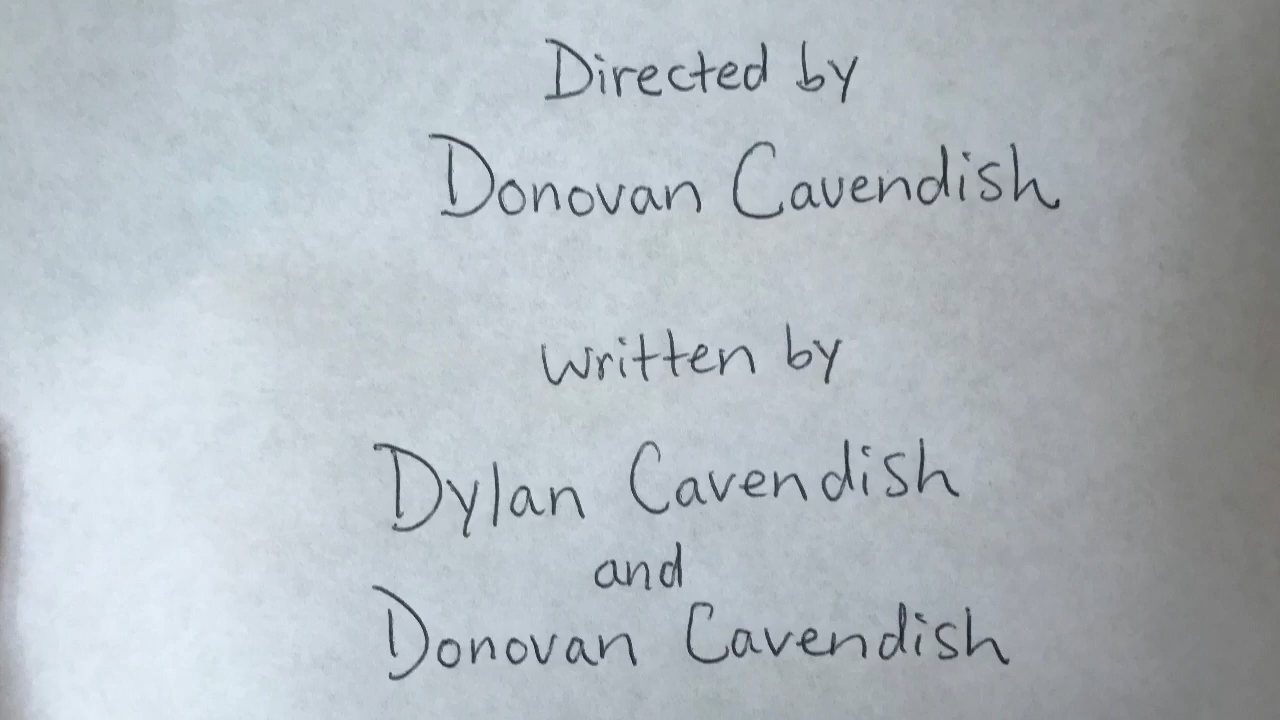 Directed by
Donovan Cavendish
Written by
Dylan Cavendish
and
Donovan Cavendish